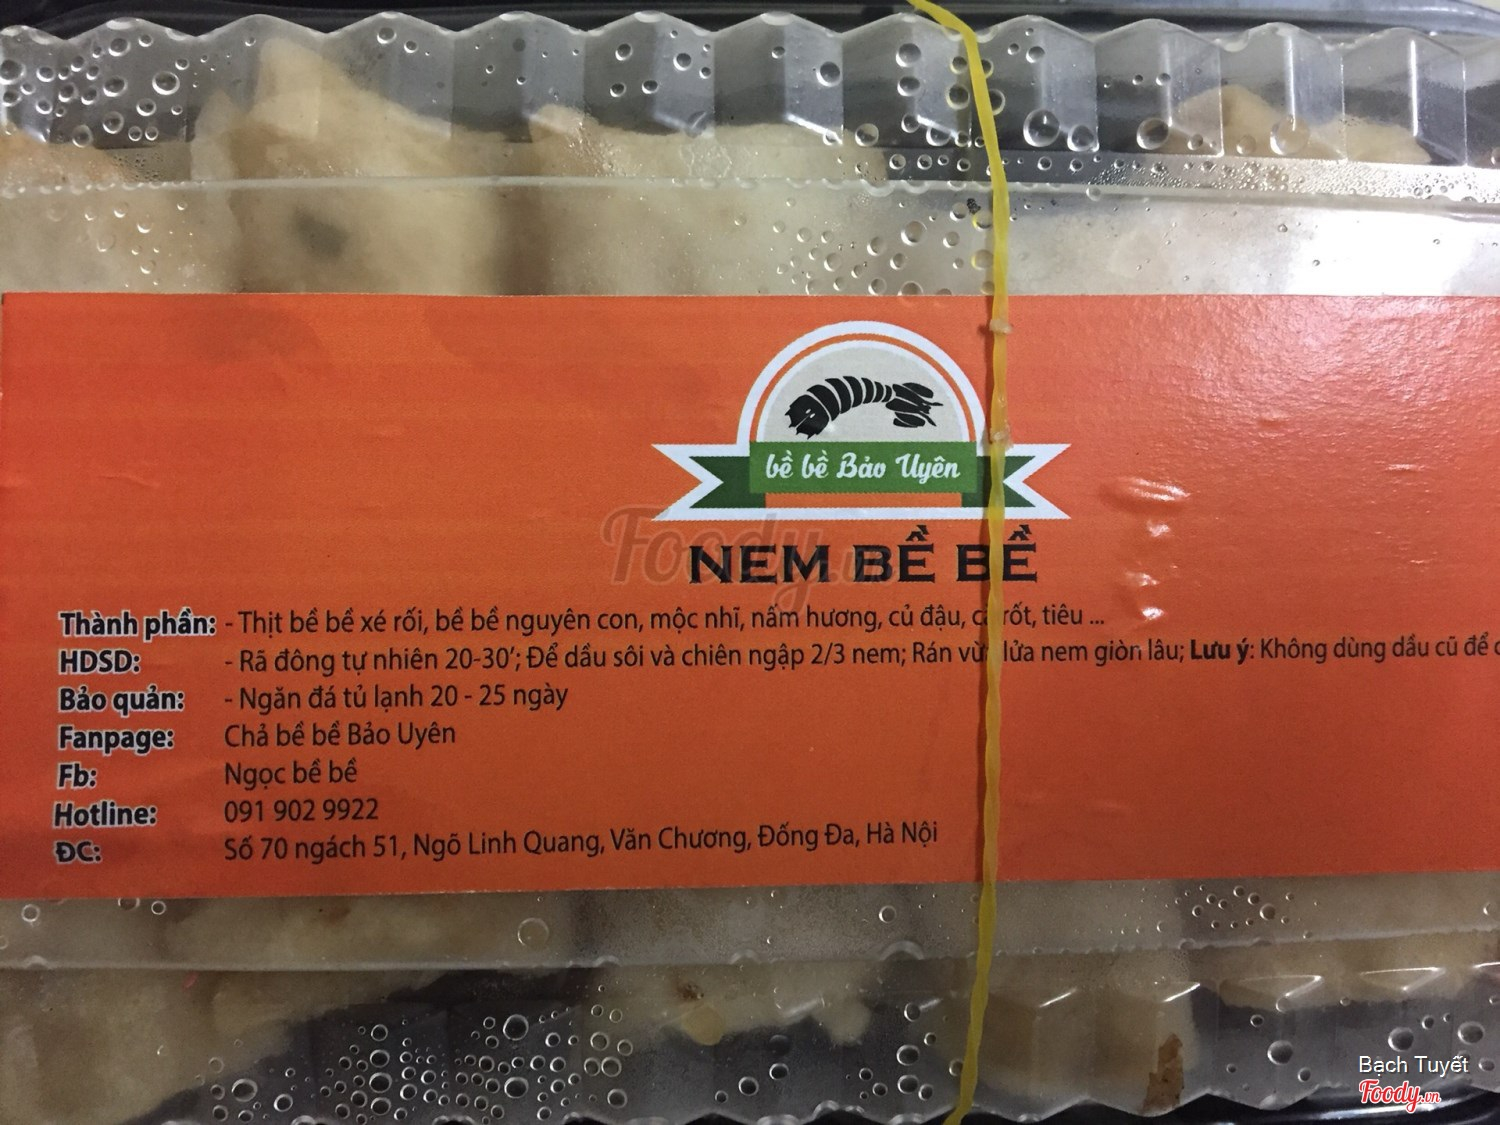 bề bề Bảo Uyên
NEM BỀ BỀ
Foody.vn
Thành phần: - Thịt bề bề xé rối, bề bề nguyên con, mộc nhĩ, nấm hương, củ đậu, cà rốt, tiêu ...
HDSD: - Rã đông tự nhiên 20-30'; Để dầu sôi và chiên ngập 2/3 nem; Rán vừa lửa nem giòn lâu; Lưu ý: Không dùng dầu cũ để
Bảo quản: - Ngăn đá tủ lạnh 20 - 25 ngày
Fanpage: Chả bề bề Bảo Uyên
Fb: Ngọc bề bề
Hotline: 091 902 9922
ĐC: Số 70 ngách 51, Ngõ Linh Quang, Văn Chương, Đống Đa, Hà Nội
Bạch Tuyết
Foody.vn